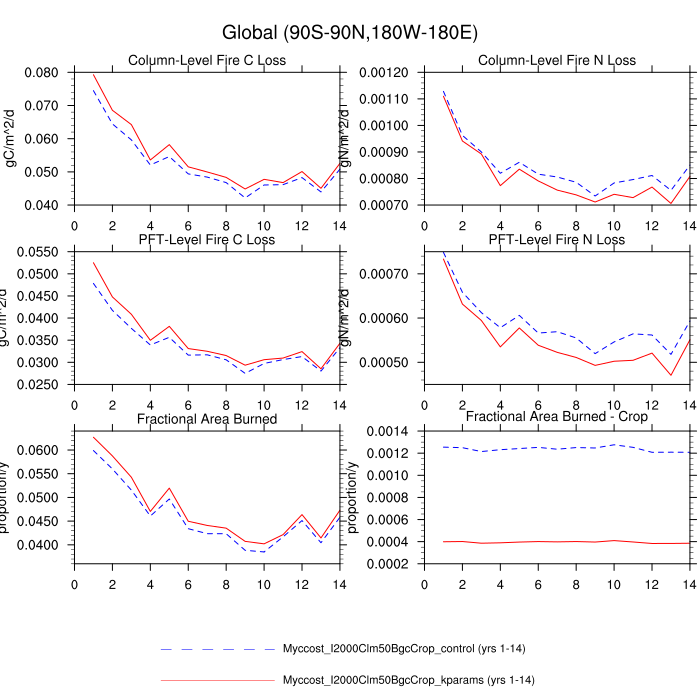 Global (90S-90N,180W-180E)
Column-Level Fire C Loss
Column-Level Fire N Loss
gC/m^2/d
0.080
0.070
0.060
0.050
0.040
0 2 4 6 8 10 12 14
gN/m^2/d
0.00120
0.00110
0.00100
0.00090
0.00080
0.00070
0 2 4 6 8 10 12 14
PFT-Level Fire C Loss
PFT-Level Fire N Loss
gC/m^2/d
0.0550
0.0500
0.0450
0.0400
0.0350
0.0300
0.0250
0 2 4 6 8 10 12 14
gN/m^2/d
0.00070
0.00060
0.00050
0 2 4 6 8 10 12 14
Fractional Area Burned
Fractional Area Burned - Crop
proportion/y
0.0600
0.0550
0.0500
0.0450
0.0400
0 2 4 6 8 10 12 14
proportion/y
0.0014
0.0012
0.0010
0.0008
0.0006
0.0004
0.0002
0 2 4 6 8 10 12 14
Myccost_I2000Clm50BgcCrop_control (yrs 1-14)
Myccost_I2000Clm50BgcCrop_kparams (yrs 1-14)